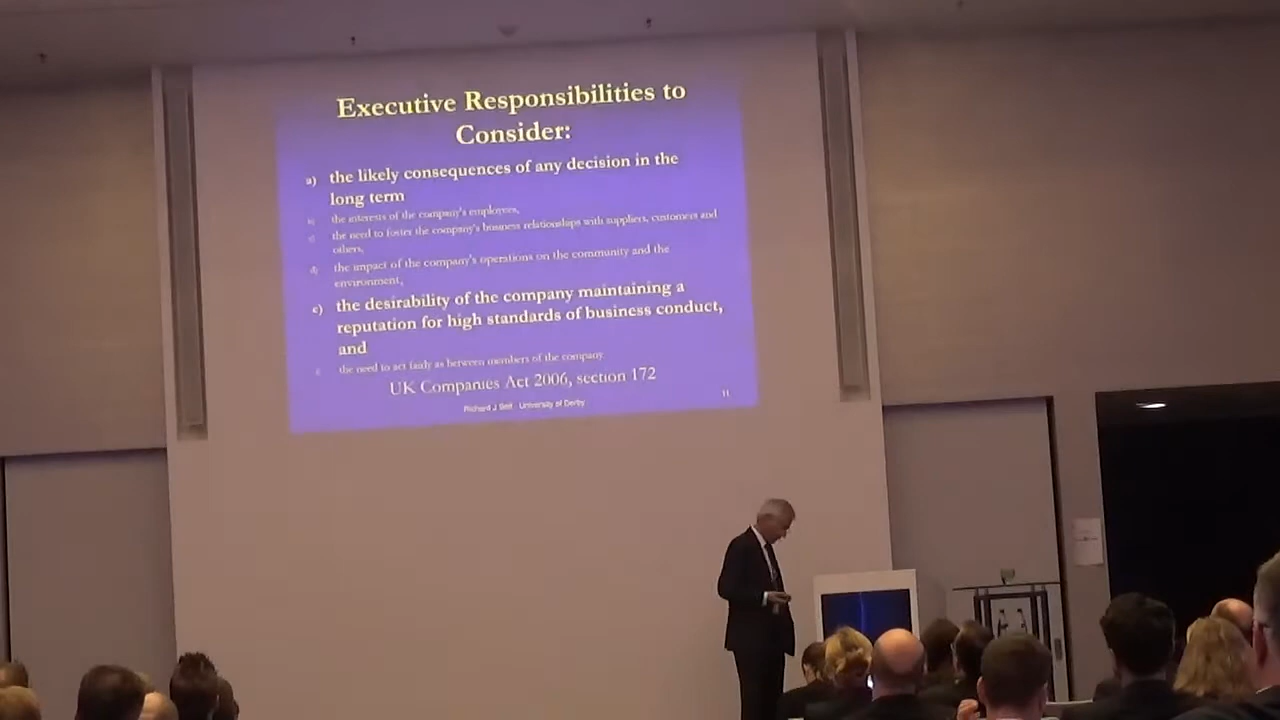 Executive Responsibilities to
Consider:
a) the likely consequences of any decision in the
long term
the interests of the company's employees,
the need to foster the company's business relationships with suppliers, customers and
others,
d) the impact of the company's operations on the community and the
environment,
e) the desirability of the company maintaining a
reputation for high standards of business conduct,
and
the need to act fairly as between members of the company.
UK Companies Act 2006, section 172
Richard J Self - University of Derby
11